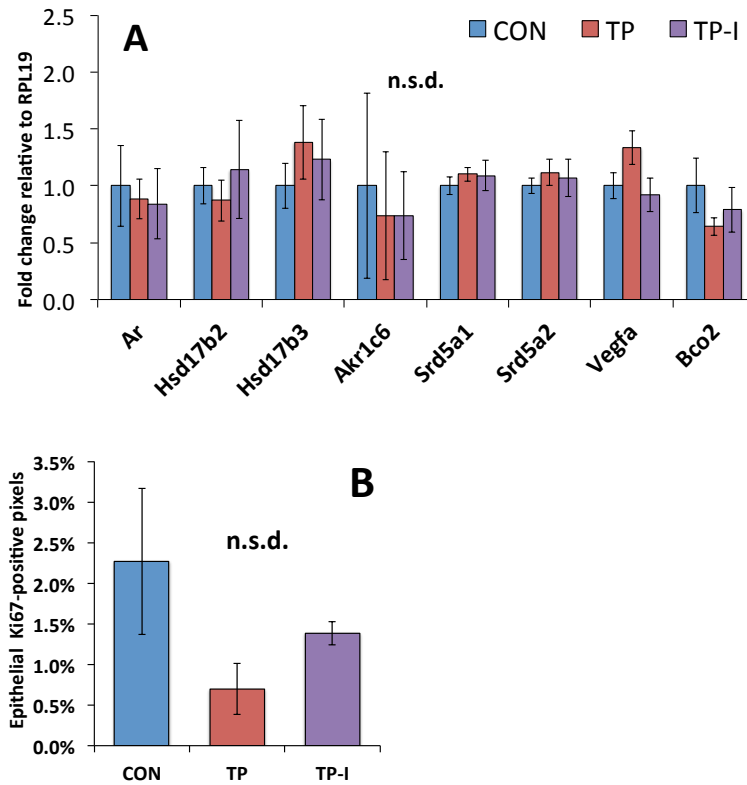 A
CON TP TP-I
Fold change relative to RPL19
2.5
2.0
1.5
1.0
0.5
0.0
n.s.d.
Ar Hsd17b2 Hsd17b3 Akr1c6 Srd5a1 Srd5a2 Vegfa Bco2
B
Epithelial Ki67-positive pixels
3.5%
3.0%
2.5%
2.0%
1.5%
1.0%
0.5%
0.0%
n.s.d.
CON TP TP-I